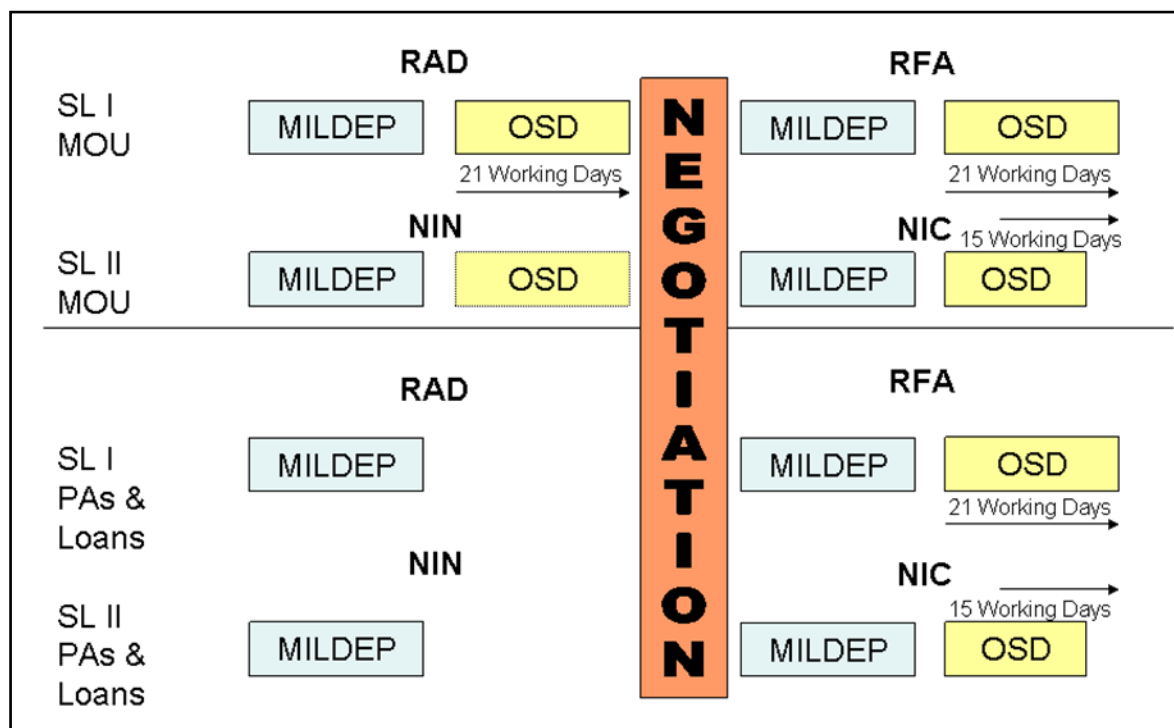 RAD
RFA
SL I
MOU
MILDEP
OSD
21 Working Days
MILDEP
OSD
21 Working Days
NIN
NIC
15 Working Days
SL II
MOU
MILDEP
OSD
MILDEP
OSD
NEGOTIATION
RAD
RFA
SL I
PAs &
Loans
MILDEP
MILDEP
OSD
21 Working Days
NIN
NIC
15 Working Days
SL II
PAs &
Loans
MILDEP
MILDEP
OSD